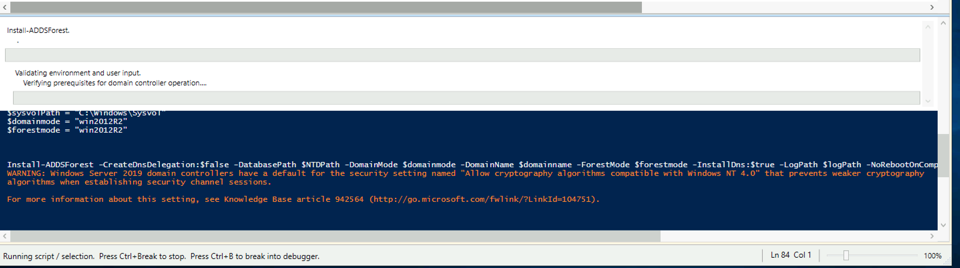 Install-ADDSForest.
.
Validating environment and user input.
Verifying prerequisites for domain controller operation....
$sysvolPath = "C:\Windows\Sysvol"
$domainmode = "win2012R2"
$forestmode = "win2012R2"
Install-ADDSForest -CreateDnsDelegation:$false -DatabasePath $NTDPath -DomainMode $domainmode -DomainName $domainname -ForestMode $forestmode -InstallDns:$true -LogPath $logPath -NoRebootOnComp
WARNING: Windows Server 2019 domain controllers have a default for the security setting named "Allow cryptography algorithms compatible with Windows NT 4.0" that prevents weaker cryptography
algorithms when establishing security channel sessions.
For more information about this setting, see Knowledge Base article 942564 (http://go.microsoft.com/fwlink/?LinkId=104751).
Running script / selection. Press Ctrl+Break to stop. Press Ctrl+B to break into debugger.
Ln 84 Col 1
100%